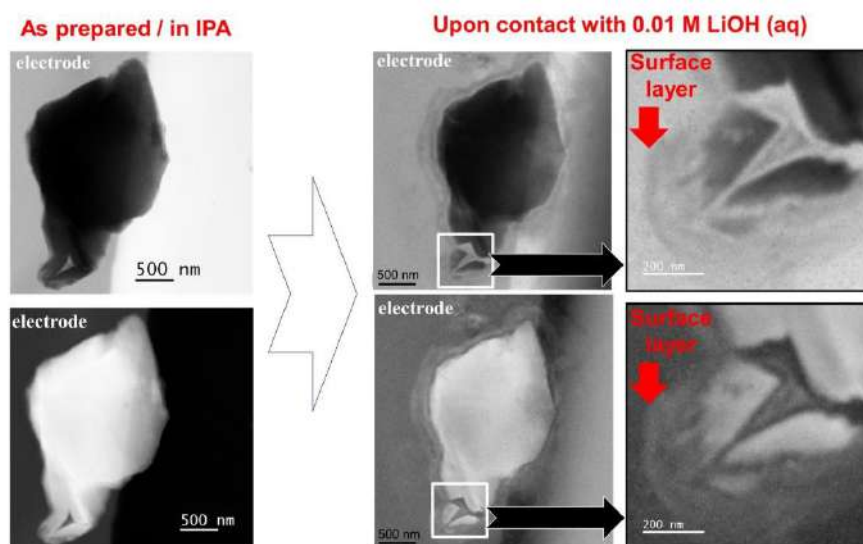 As prepared / in IPA
Upon contact with 0.01 M LiOH (aq)
electrode
500 nm
electrode
500 nm
Surface
layer
200 nm
electrode
500 nm
electrode
500 nm
Surface
layer
200 nm